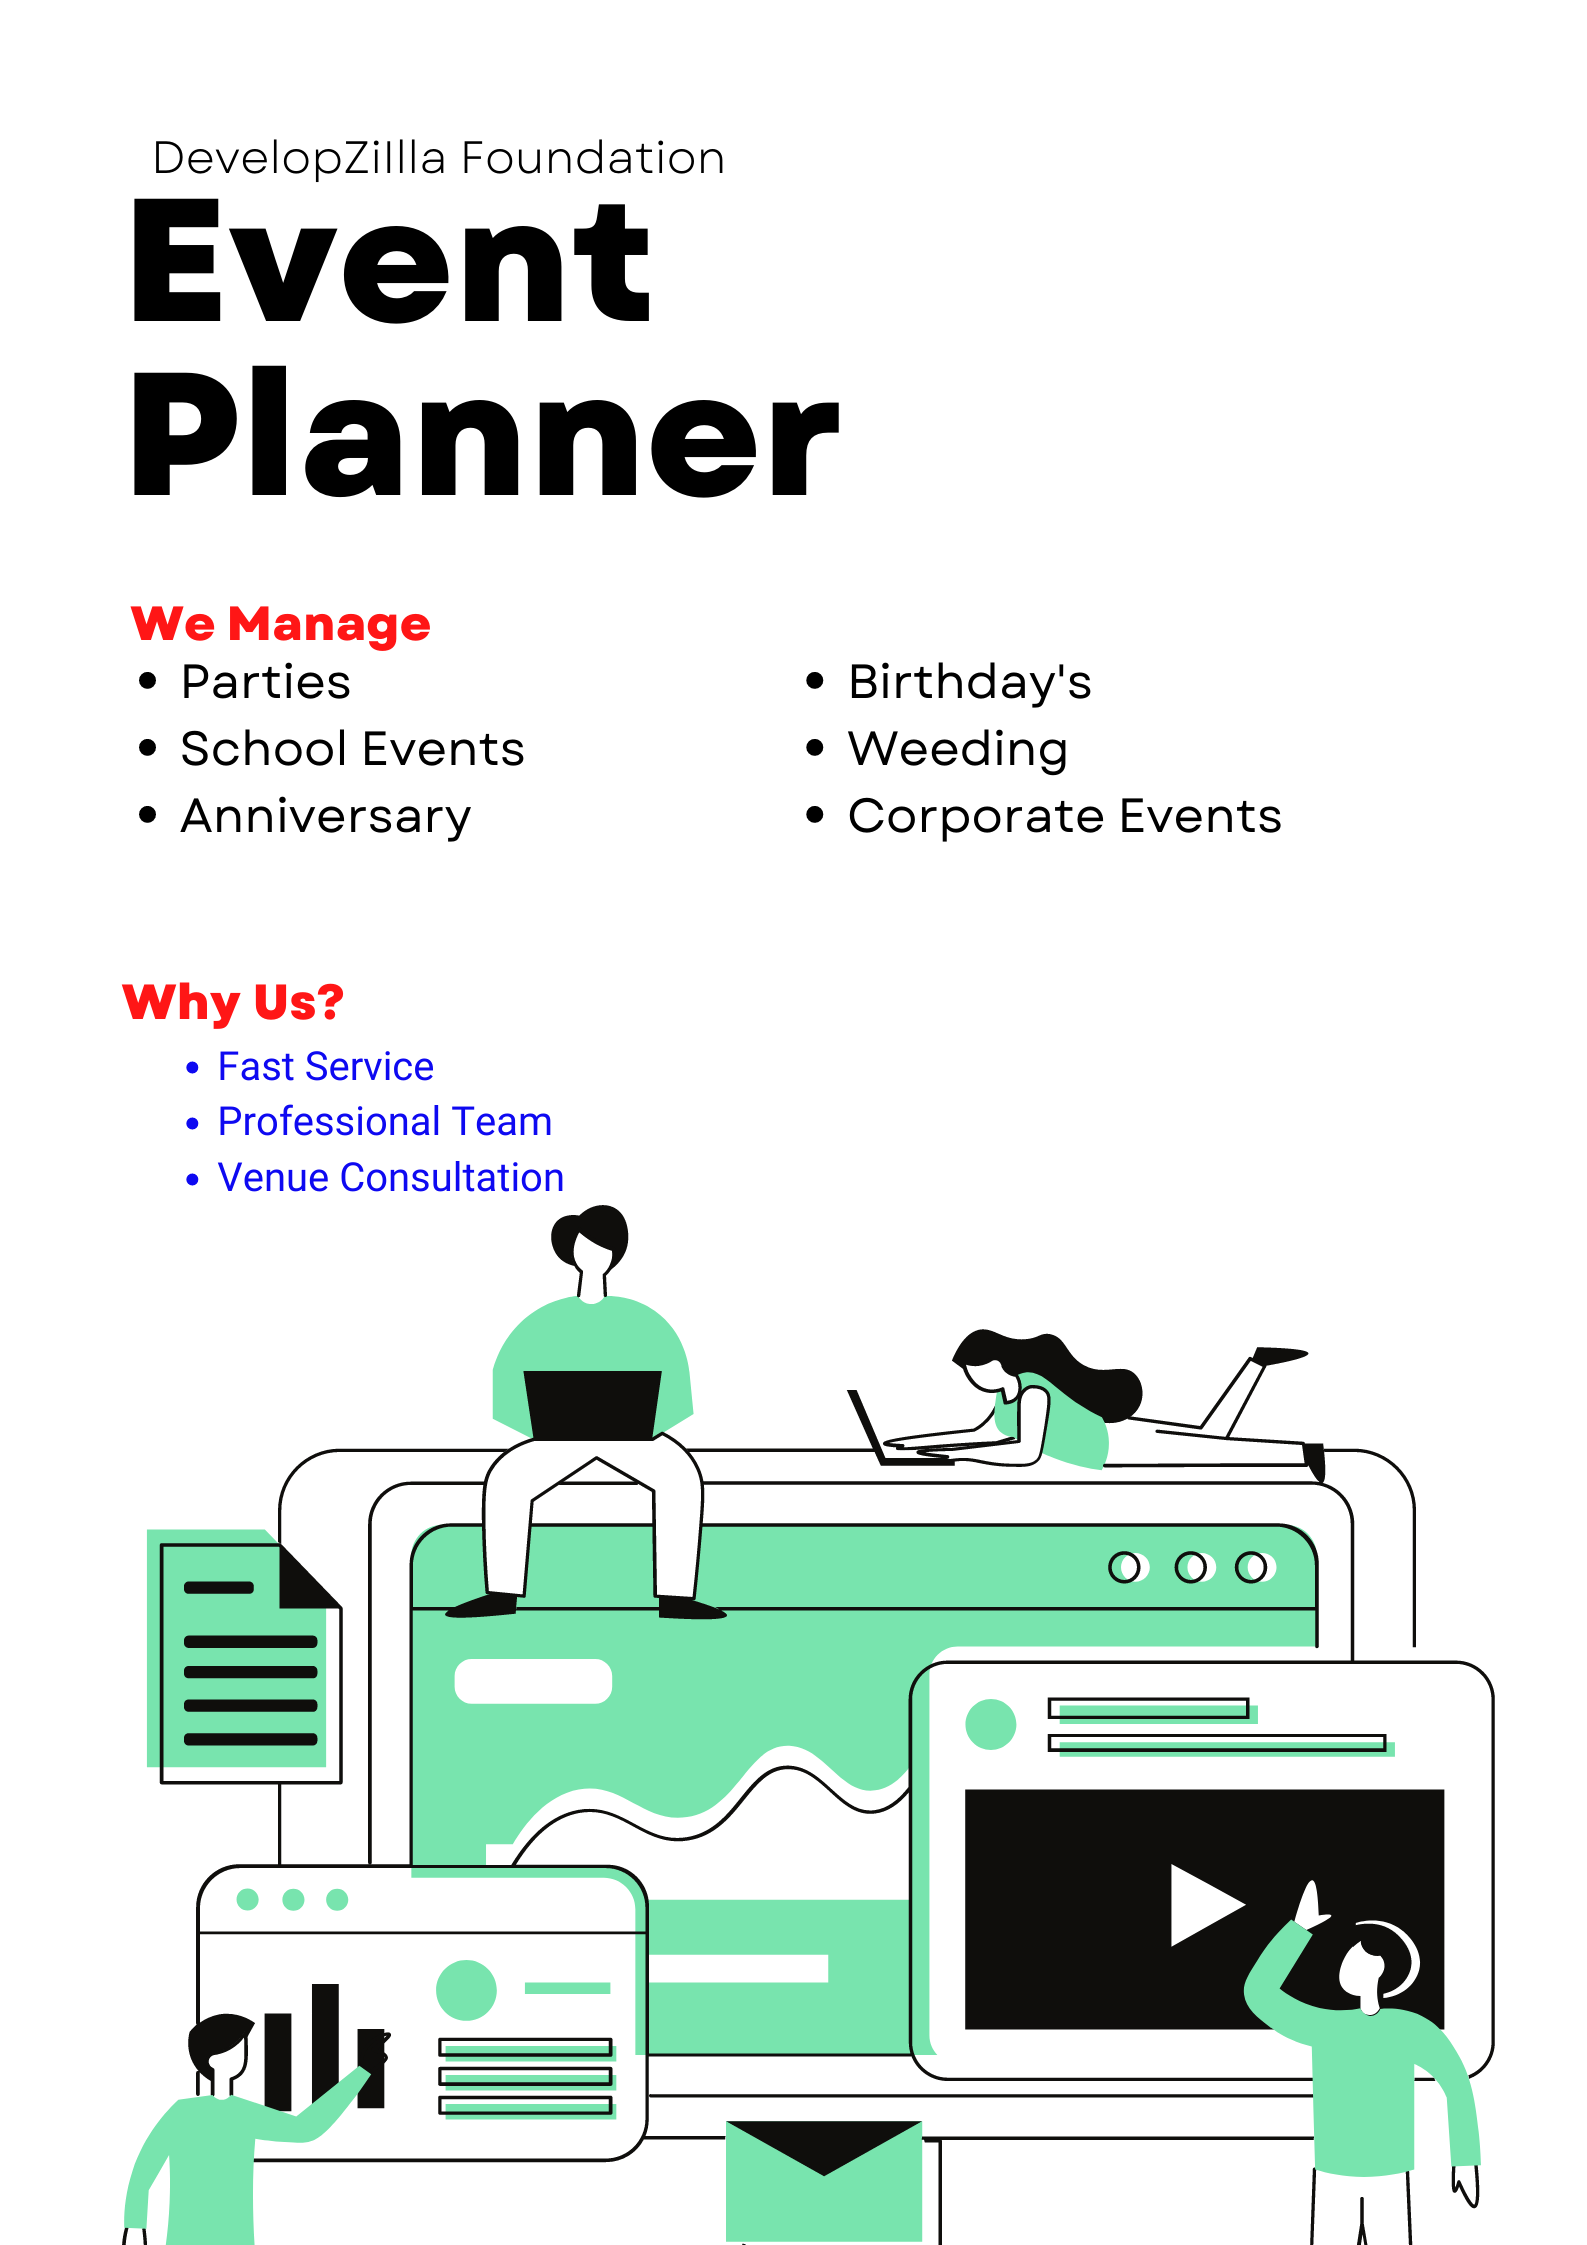 DevelopZillla Foundation
Event
Planner
We Manage
• Parties
• School Events
• Anniversary
• Birthday's
• Weeding
• Corporate Events
Why Us?
• Fast Service
• Professional Team
• Venue Consultation